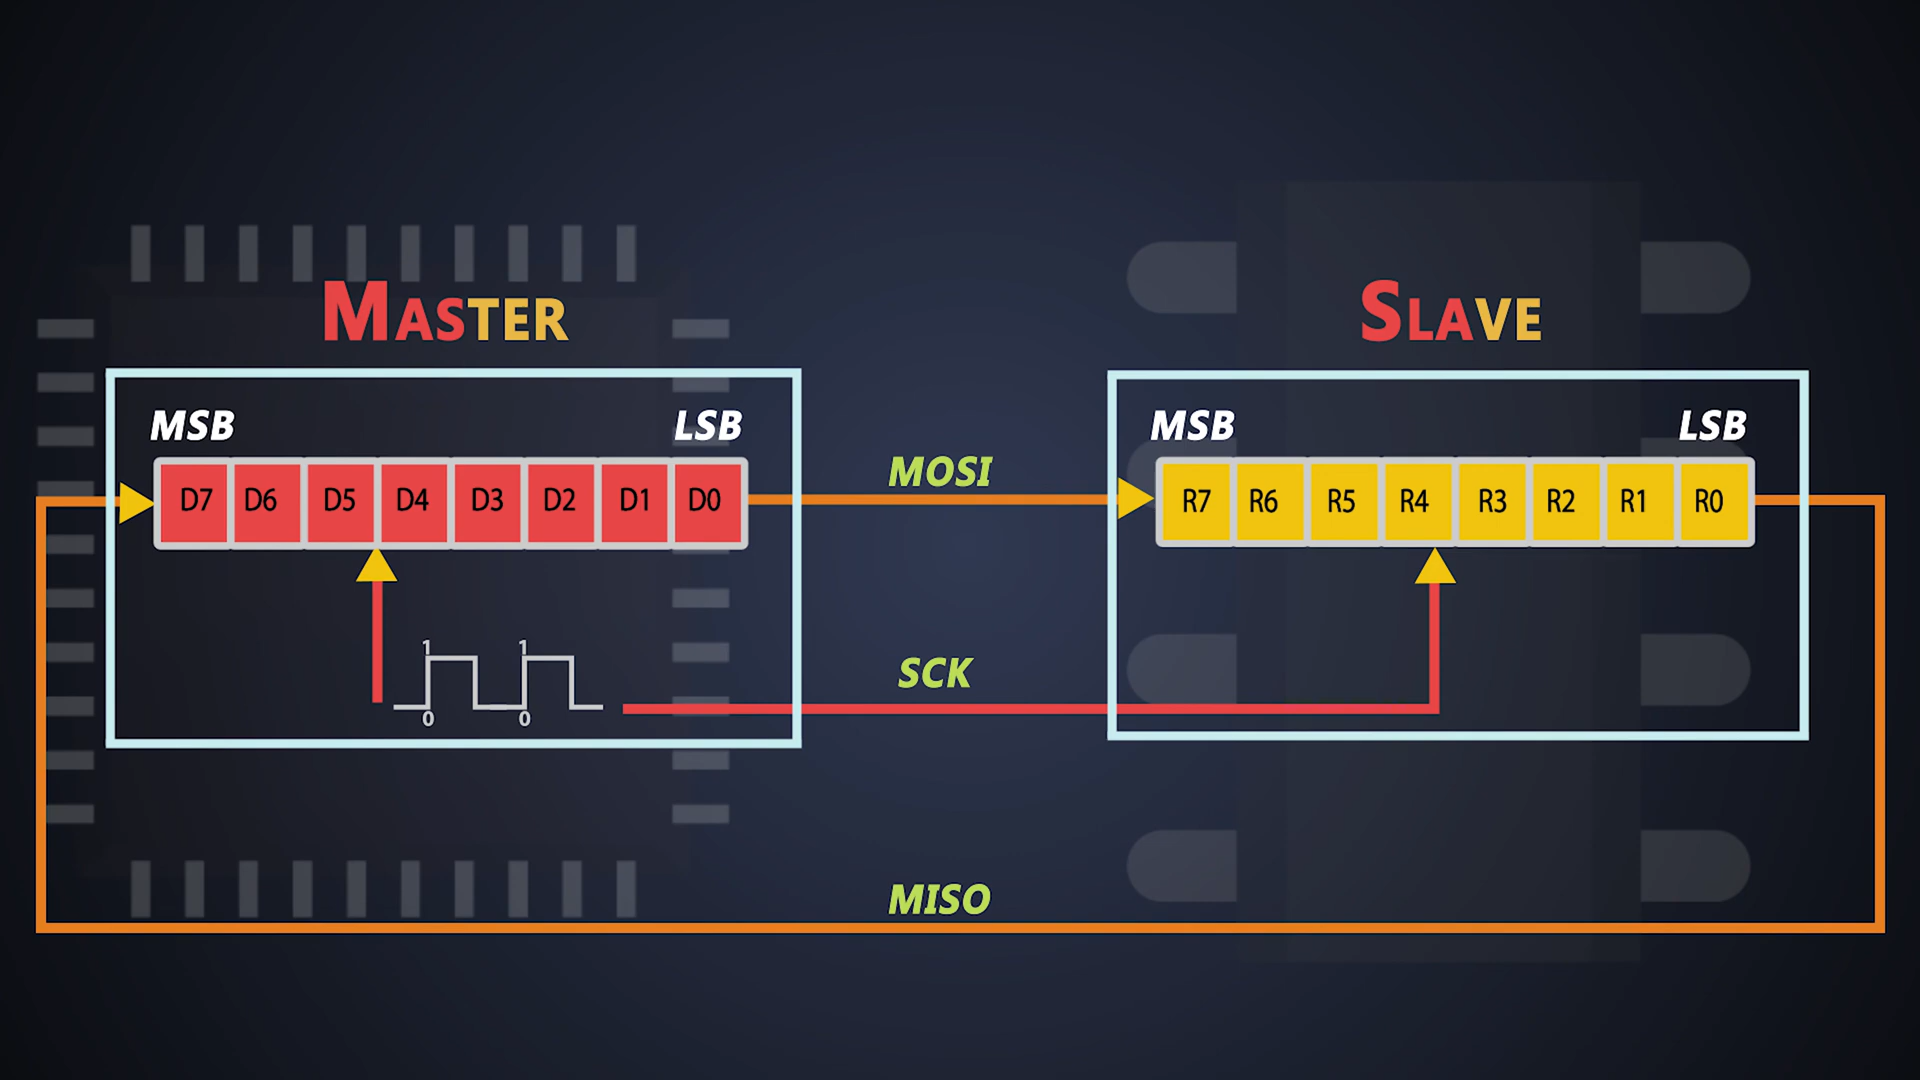 MASTER
SLAVE
MSB LSB
MSB LSB
D7 D6 D5 D4 D3 D2 D1 D0
MOSI
R7 R6 R5 R4 R3 R2 R1 R0
1 1
0 0
SCK
MISO